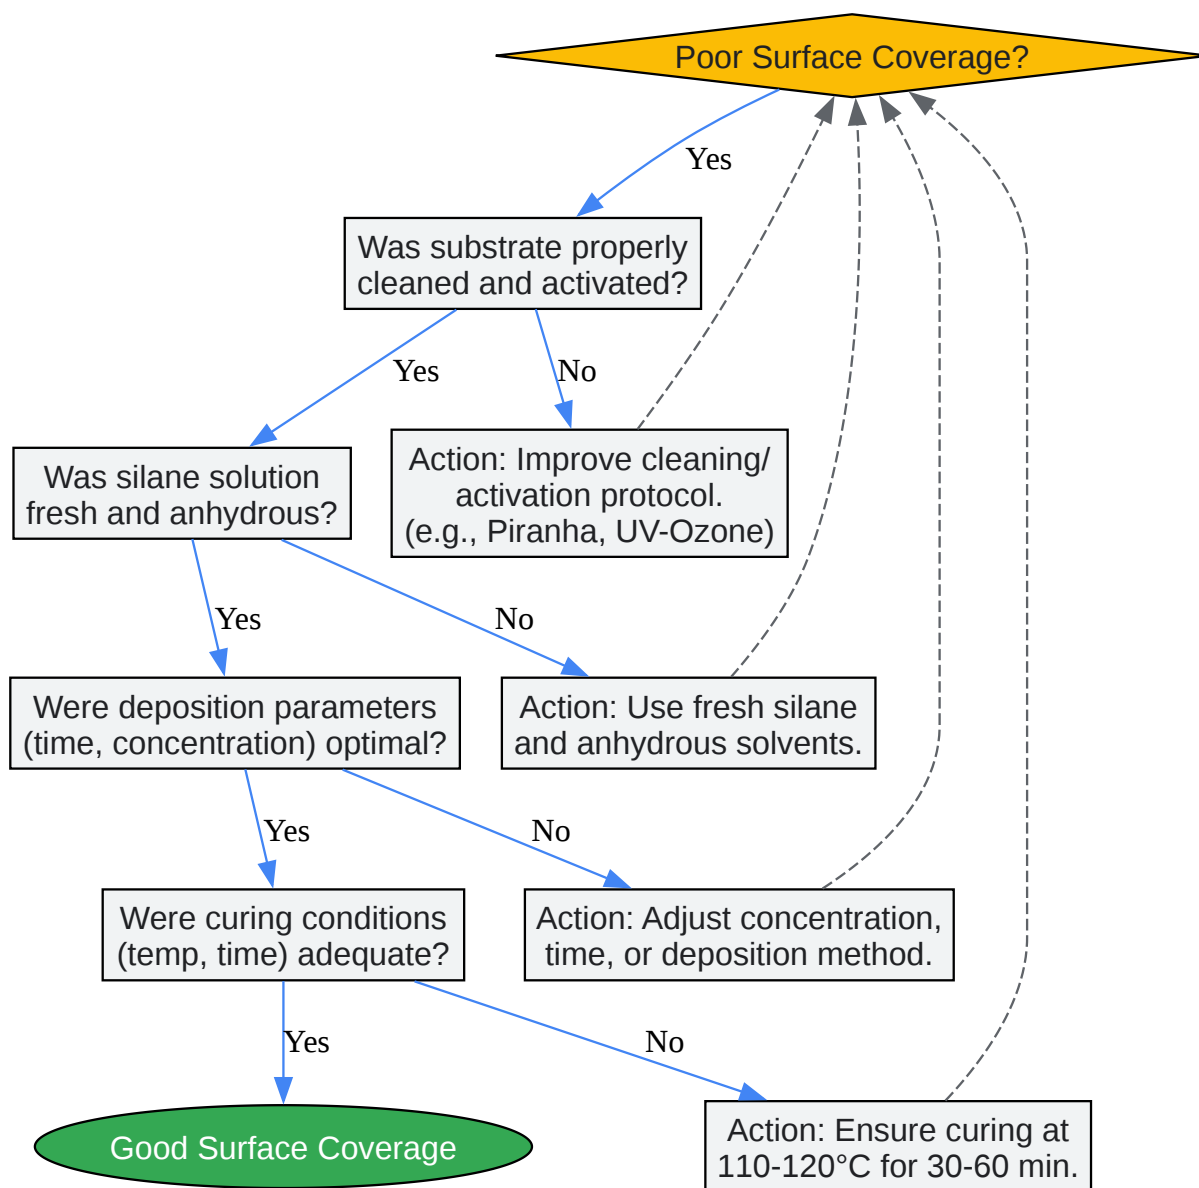 Poor Surface Coverage?
Yes
Was substrate properly
cleaned and activated?
Yes
No
Action: Improve cleaning/
activation protocol.
(e.g., Piranha, UV-Ozone)
Was silane solution
fresh and anhydrous?
Yes
No
Were deposition parameters
(time, concentration) optimal?
Action: Use fresh silane
and anhydrous solvents.
Yes
No
Were curing conditions
(temp, time) adequate?
Action: Adjust concentration,
time, or deposition method.
Yes
No
Good Surface Coverage
Action: Ensure curing at
110-120°C for 30-60 min.